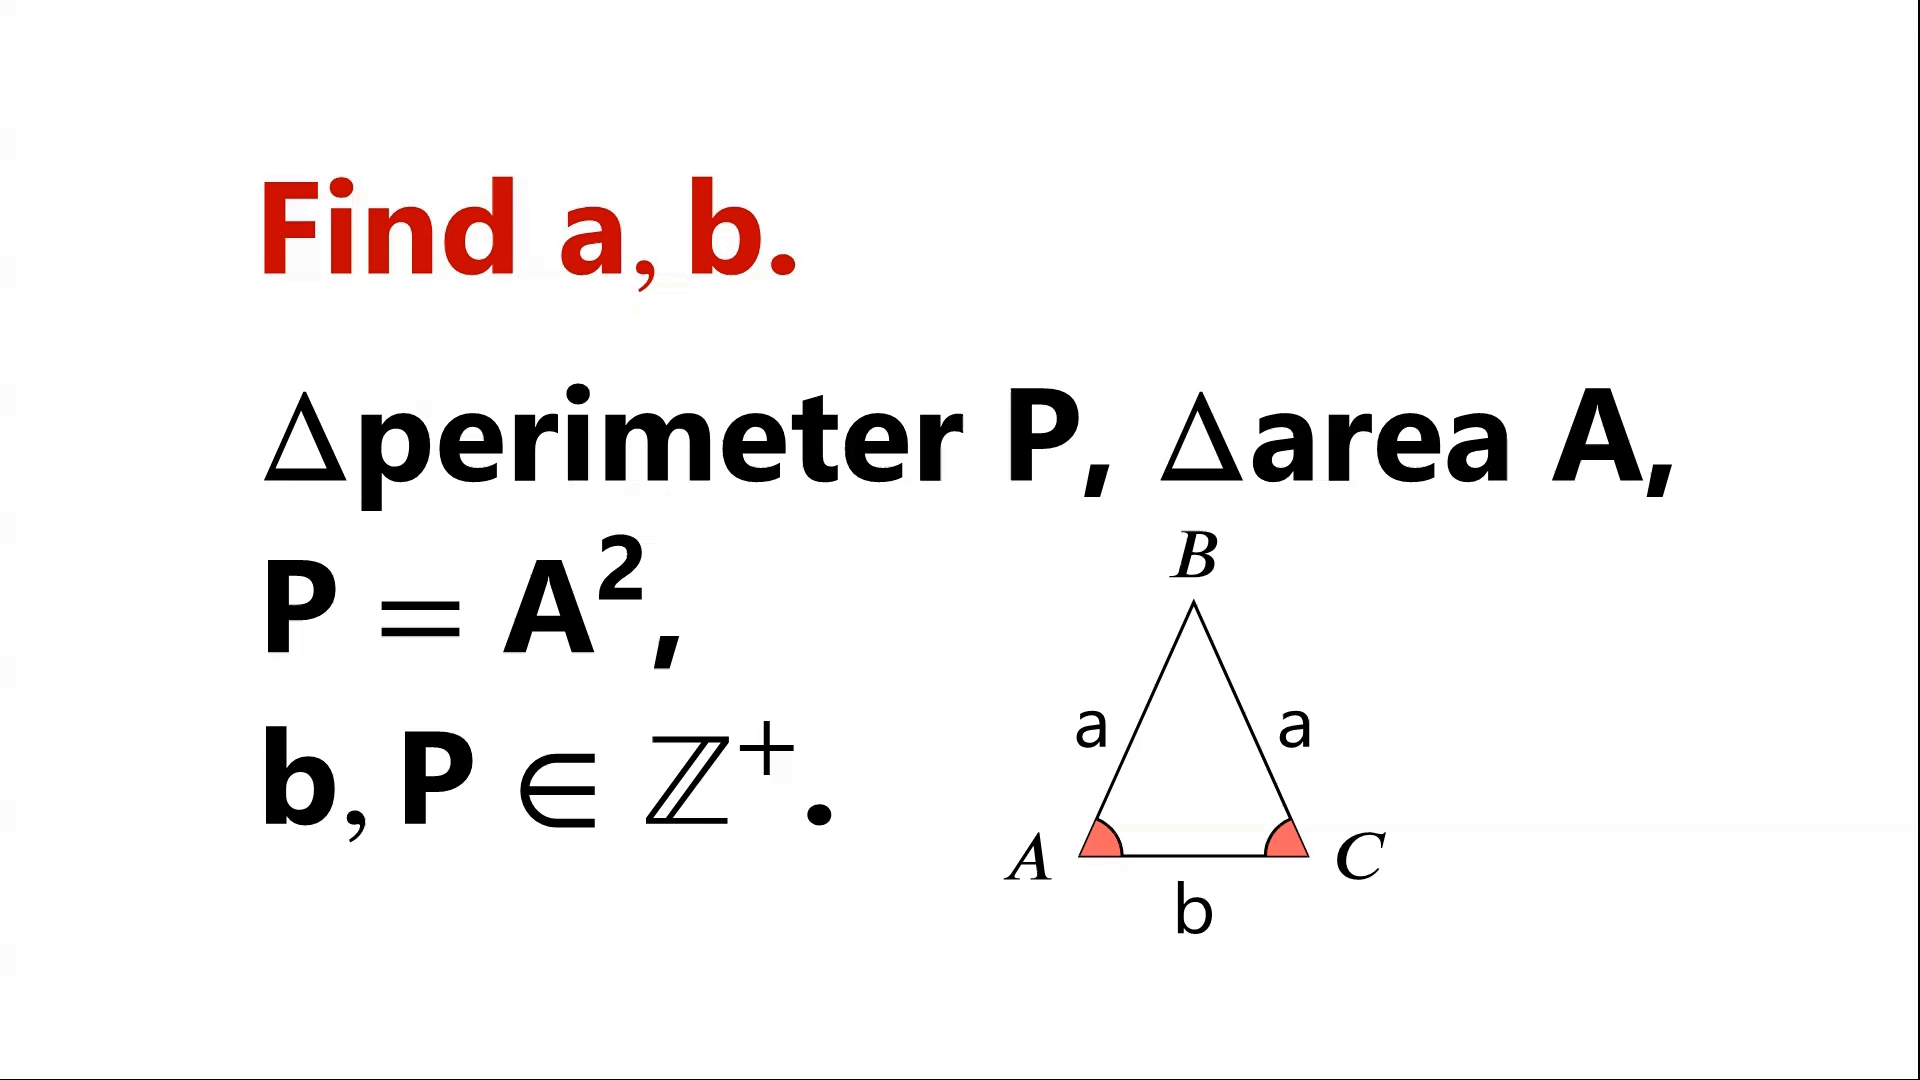 Find a, b.
Δperimeter P, Δarea A,
P = A²,
b, P ∈ ℤ⁺.
B
a a
A C
b